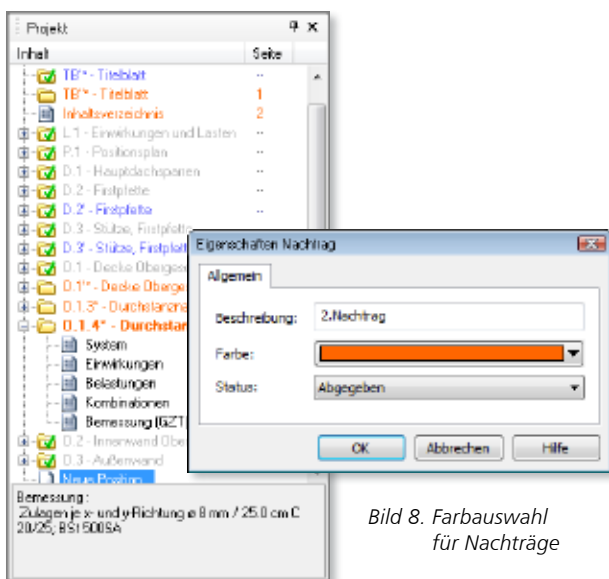 Projekt
Inhalt Seite
TB'* - Titelblatt --
TB'* - Titelblatt 1
Inhaltsverzeichnis 2
L.1 - Einwirkungen und Lasten --
P.1 - Positionsplan --
D.1 - Hauptdachsparren --
D.2 - Firstpfette --
D.2' - Firstpfette --
D.3 - Stütze, Firstpfette
D.3' - Stütze, Firstpfett
O.1 - Decke Oberges
O.1'* - Decke Oberge
O.1.3* - Durchstanzna
O.1.4* - Durchstan
System
Einwirkungen
Belastungen
Kombinationen
Bemessung (GZT)
O.2 - Innenwand Obe
O.3 - Außenwand
Neue Position
Bemessung :
Zulagen je x- und y-Richtung ø 8 mm / 25.0 cm C
20/25, BSt 500SA
Eigenschaften Nachtrag
Allgemein
Beschreibung: 2.Nachtrag
Farbe:
Status: Abgegeben
OK Abbrechen Hilfe
Bild 8. Farbauswahl
für Nachträge